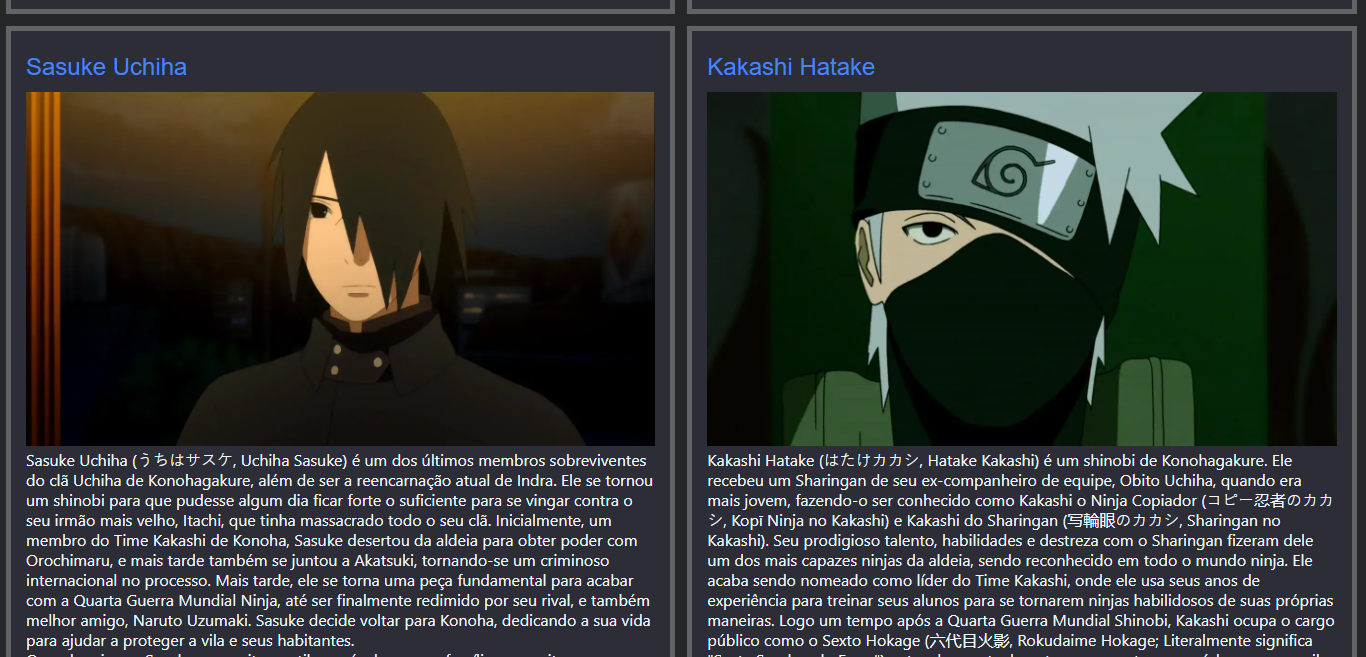 Sasuke Uchiha
Sasuke Uchiha (うちはサスケ, Uchiha Sasuke) é um dos últimos membros sobreviventes
do clã Uchiha de Konohagakure, além de ser a reencarnação atual de Indra. Ele se tornou
um shinobi para que pudesse algum dia ficar forte o suficiente para se vingar contra o
seu irmão mais velho, Itachi, que tinha massacrado todo o seu clã. Inicialmente, um
membro do Time Kakashi de Konoha, Sasuke desertou da aldeia para obter poder com
Orochimaru, e mais tarde também se juntou a Akatsuki, tornando-se um criminoso
internacional no processo. Mais tarde, ele se torna uma peça fundamental para acabar
com a Quarta Guerra Mundial Ninja, até ser finalmente redimido por seu rival, e também
melhor amigo, Naruto Uzumaki. Sasuke decide voltar para Konoha, dedicando a sua vida
para ajudar a proteger a vila e seus habitantes.
Kakashi Hatake
Kakashi Hatake (はたけカカシ, Hatake Kakashi) é um shinobi de Konohagakure. Ele
recebeu um Sharingan de seu ex-companheiro de equipe, Obito Uchiha, quando era
mais jovem, fazendo-o ser conhecido como Kakashi o Ninja Copiador (コピー忍者のカカ
シ, Kopī Ninja no Kakashi) e Kakashi do Sharingan (写輪眼のカカシ, Sharingan no
Kakashi). Seu prodigioso talento, habilidades e destreza com o Sharingan fizeram dele
um dos mais capazes ninjas da aldeia, sendo reconhecido em todo o mundo ninja. Ele
acaba sendo nomeado como líder do Time Kakashi, onde ele usa seus anos de
experiência para treinar seus alunos para se tornarem ninjas habilidosos de suas próprias
maneiras. Logo um tempo após a Quarta Guerra Mundial Shinobi, Kakashi ocupa o cargo
público como o Sexto Hokage (六代目火影, Rokudaime Hokage; Literalmente significa